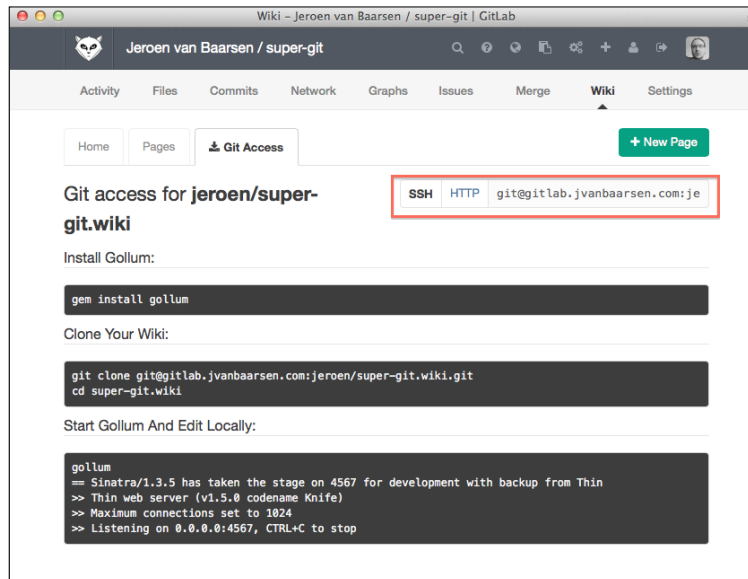 Wiki – Jeroen van Baarsen / super-git | GitLab
Jeroen van Baarsen / super-git
Activity Files Commits Network Graphs Issues Merge Wiki Settings
Home Pages Git Access + New Page
Git access for jeroen/super-
git.wiki
SSH HTTP git@gitlab.jvanbaarsen.com:je
Install Gollum:
gem install gollum
Clone Your Wiki:
git clone git@gitlab.jvanbaarsen.com:jeroen/super-git.wiki.git
cd super-git.wiki
Start Gollum And Edit Locally:
gollum
== Sinatra/1.3.5 has taken the stage on 4567 for development with backup from Thin
>> Thin web server (v1.5.0 codename Knife)
>> Maximum connections set to 1024
>> Listening on 0.0.0.0:4567, CTRL+C to stop